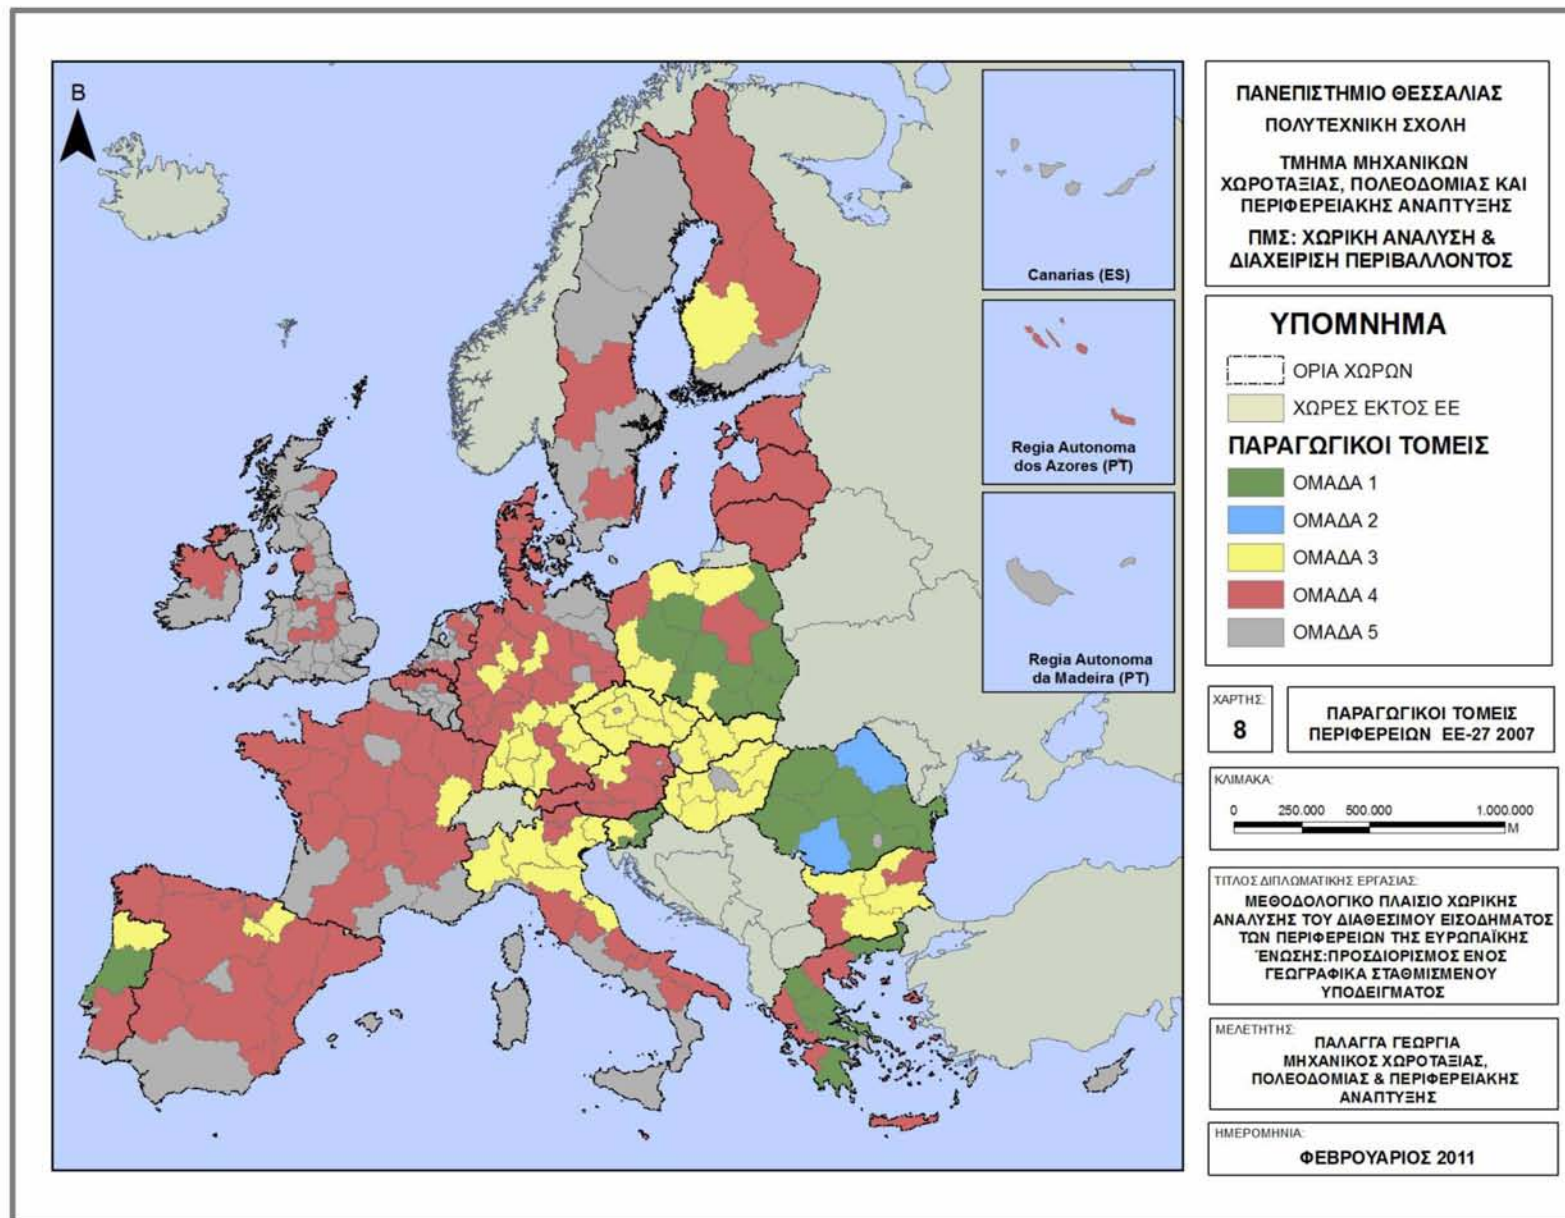 Β
Canarias (ES)
Regia Autonoma
dos Azores (PT)
Regia Autonoma
da Madeira (PT)
ΠΑΝΕΠΙΣΤΗΜΙΟ ΘΕΣΣΑΛΙΑΣ
ΠΟΛΥΤΕΧΝΙΚΗ ΣΧΟΛΗ
ΤΜΗΜΑ ΜΗΧΑΝΙΚΩΝ
ΧΩΡΟΤΑΞΙΑΣ, ΠΟΛΕΟΔΟΜΙΑΣ ΚΑΙ
ΠΕΡΙΦΕΡΕΙΑΚΗΣ ΑΝΑΠΤΥΞΗΣ
ΠΜΣ: ΧΩΡΙΚΗ ΑΝΑΛΥΣΗ &
ΔΙΑΧΕΙΡΙΣΗ ΠΕΡΙΒΑΛΛΟΝΤΟΣ
ΥΠΟΜΝΗΜΑ
ΟΡΙΑ ΧΩΡΩΝ
ΧΩΡΕΣ ΕΚΤΟΣ ΕΕ
ΠΑΡΑΓΩΓΙΚΟΙ ΤΟΜΕΙΣ
ΟΜΑΔΑ 1
ΟΜΑΔΑ 2
ΟΜΑΔΑ 3
ΟΜΑΔΑ 4
ΟΜΑΔΑ 5
ΧΑΡΤΗΣ:
8
ΠΑΡΑΓΩΓΙΚΟΙ ΤΟΜΕΙΣ
ΠΕΡΙΦΕΡΕΙΩΝ ΕΕ-27 2007
ΚΛΙΜΑΚΑ:
0 250.000 500.000 1.000.000
Μ
ΤΙΤΛΟΣ ΔΙΠΛΩΜΑΤΙΚΗΣ ΕΡΓΑΣΙΑΣ:
ΜΕΘΟΔΟΛΟΓΙΚΟ ΠΛΑΙΣΙΟ ΧΩΡΙΚΗΣ
ΑΝΑΛΥΣΗΣ ΤΟΥ ΔΙΑΘΕΣΙΜΟΥ ΕΙΣΟΔΗΜΑΤΟΣ
ΤΩΝ ΠΕΡΙΦΕΡΕΙΩΝ ΤΗΣ ΕΥΡΩΠΑΪΚΗΣ
ΈΝΩΣΗΣ:ΠΡΟΣΔΙΟΡΙΣΜΟΣ ΕΝΟΣ
ΓΕΩΓΡΑΦΙΚΑ ΣΤΑΘΜΙΣΜΕΝΟΥ
ΥΠΟΔΕΙΓΜΑΤΟΣ
ΜΕΛΕΤΗΤΗΣ:
ΠΑΛΑΓΓΑ ΓΕΩΡΓΙΑ
ΜΗΧΑΝΙΚΟΣ ΧΩΡΟΤΑΞΙΑΣ,
ΠΟΛΕΟΔΟΜΙΑΣ & ΠΕΡΙΦΕΡΕΙΑΚΗΣ
ΑΝΑΠΤΥΞΗΣ
ΗΜΕΡΟΜΗΝΙΑ:
ΦΕΒΡΟΥΑΡΙΟΣ 2011